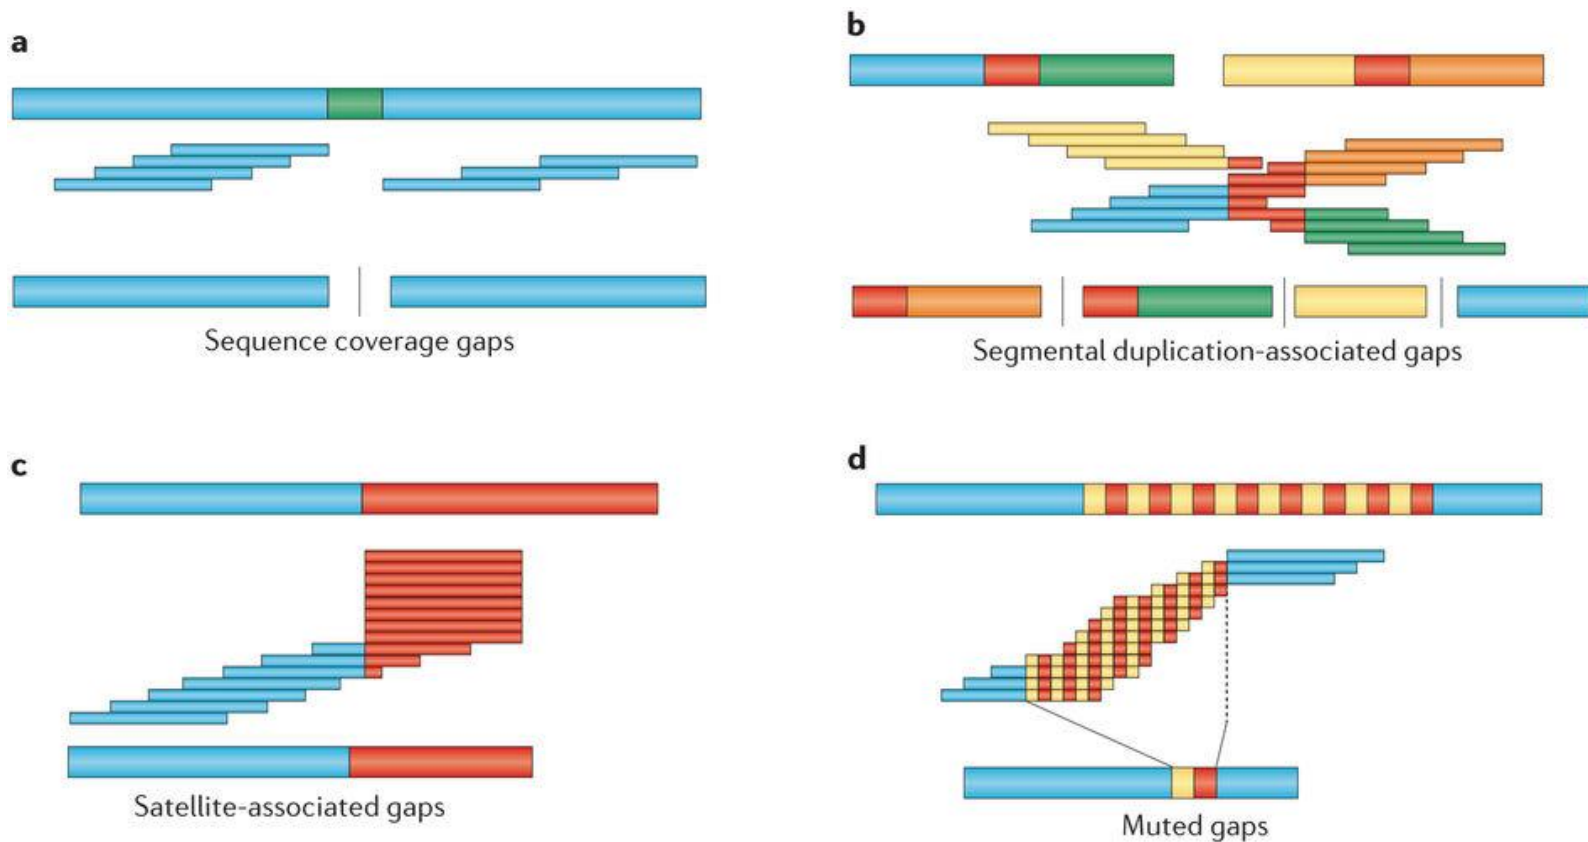 a
Sequence coverage gaps
b
Segmental duplication-associated gaps
c
Satellite-associated gaps
d
Muted gaps